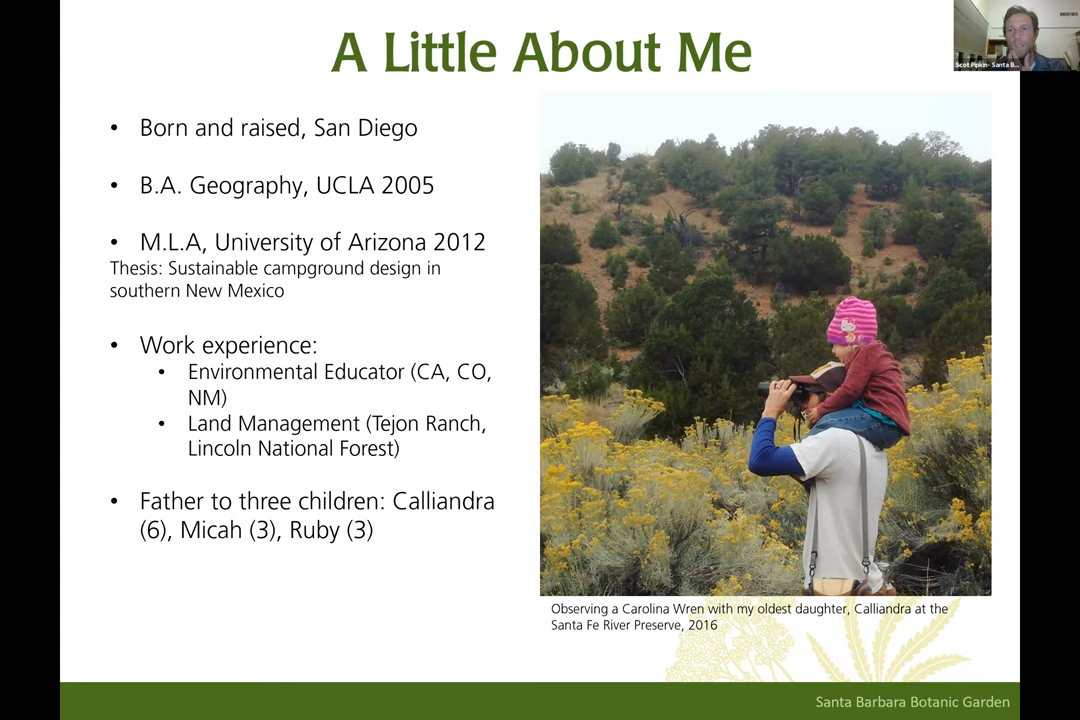 A Little About Me
Scot Pipkin- Santa B...
• Born and raised, San Diego
• B.A. Geography, UCLA 2005
• M.L.A, University of Arizona 2012
Thesis: Sustainable campground design in
southern New Mexico
• Work experience:
• Environmental Educator (CA, CO,
NM)
• Land Management (Tejon Ranch,
Lincoln National Forest)
• Father to three children: Calliandra
(6), Micah (3), Ruby (3)
Observing a Carolina Wren with my oldest daughter, Calliandra at the
Santa Fe River Preserve, 2016
Santa Barbara Botanic Garden